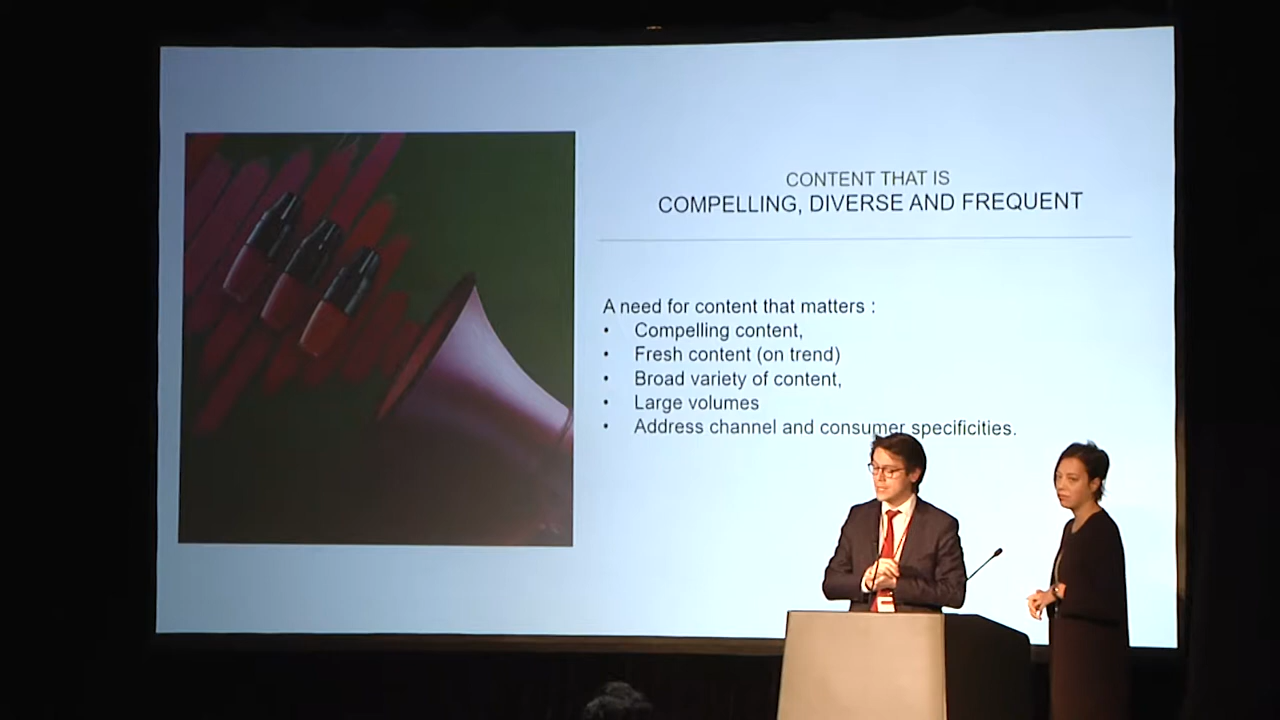 CONTENT THAT IS
COMPELLING, DIVERSE AND FREQUENT
A need for content that matters :
• Compelling content,
• Fresh content (on trend)
• Broad variety of content,
• Large volumes
• Address channel and consumer specificities.